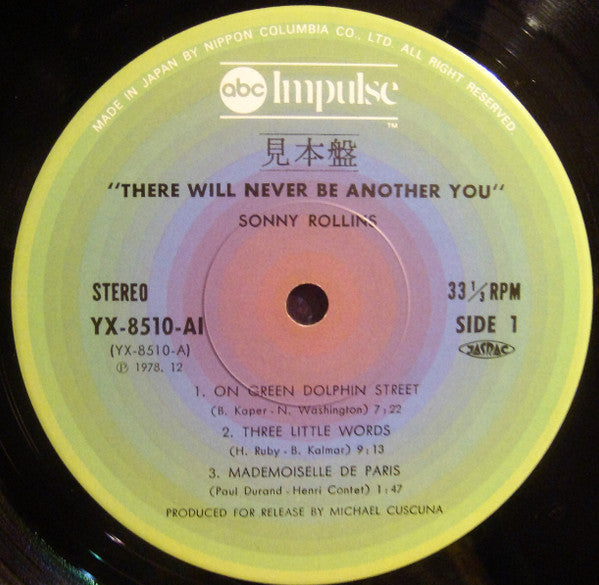 MADE IN JAPAN BY NIPPON COLUMBIA CO., LTD. ALL RIGHT RESERVED.
abc Impulse
TM
見本盤
"THERE WILL NEVER BE ANOTHER YOU"
SONNY ROLLINS
STEREO
33 1/3 RPM
YX-8510-AI
SIDE 1
(YX-8510-A)
JASRAC
℗ 1978. 12
1. ON GREEN DOLPHIN STREET
(B. Kaper - N. Washington) 7:22
2. THREE LITTLE WORDS
(H. Ruby - B. Kalmar) 9:13
3. MADEMOISELLE DE PARIS
(Paul Durand - Henri Contet) 1:47
PRODUCED FOR RELEASE BY MICHAEL CUSCUNA